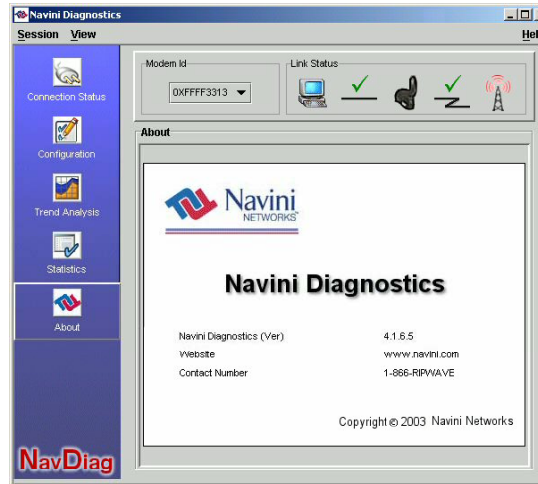 Navini Diagnostics
Session View
Hel
Connection Status
Configuration
Trend Analysis
Statistics
About
NavDiag
Modem Id
0XFFFF3313
Link Status
About
Navini
NETWORKS
Navini Diagnostics
Navini Diagnostics (Ver) 4.1.6.5
Website www.navini.com
Contact Number 1-866-RIPWAVE
Copyright © 2003 Navini Networks